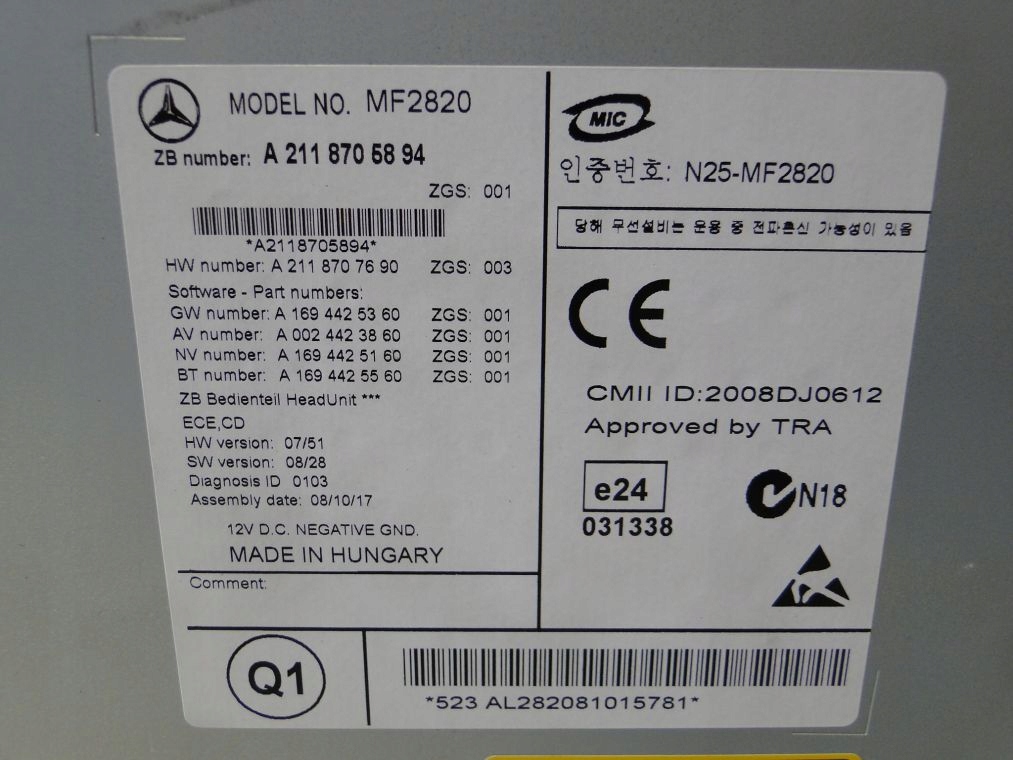 MODEL NO. MF2820
ZB number: A 211 870 58 94
ZGS: 001
*A2118705894*
HW number: A 211 870 76 90 ZGS: 003
Software - Part numbers:
GW number: A 169 442 53 60 ZGS: 001
AV number: A 002 442 38 60 ZGS: 001
NV number: A 169 442 51 60 ZGS: 001
BT number: A 169 442 55 60 ZGS: 001
ZB Bedienteil HeadUnit ***
ECE,CD
HW version: 07/51
SW version: 08/28
Diagnosis ID 0103
Assembly date: 08/10/17
12V D.C. NEGATIVE GND.
MADE IN HUNGARY
Comment:
MIC
인증번호: N25-MF2820
당해 무선설비는 운용 중 전파혼신 가능성이 있음
CE
CMII ID:2008DJ0612
Approved by TRA
e24
031338
N18
Q1
*523 AL282081015781*